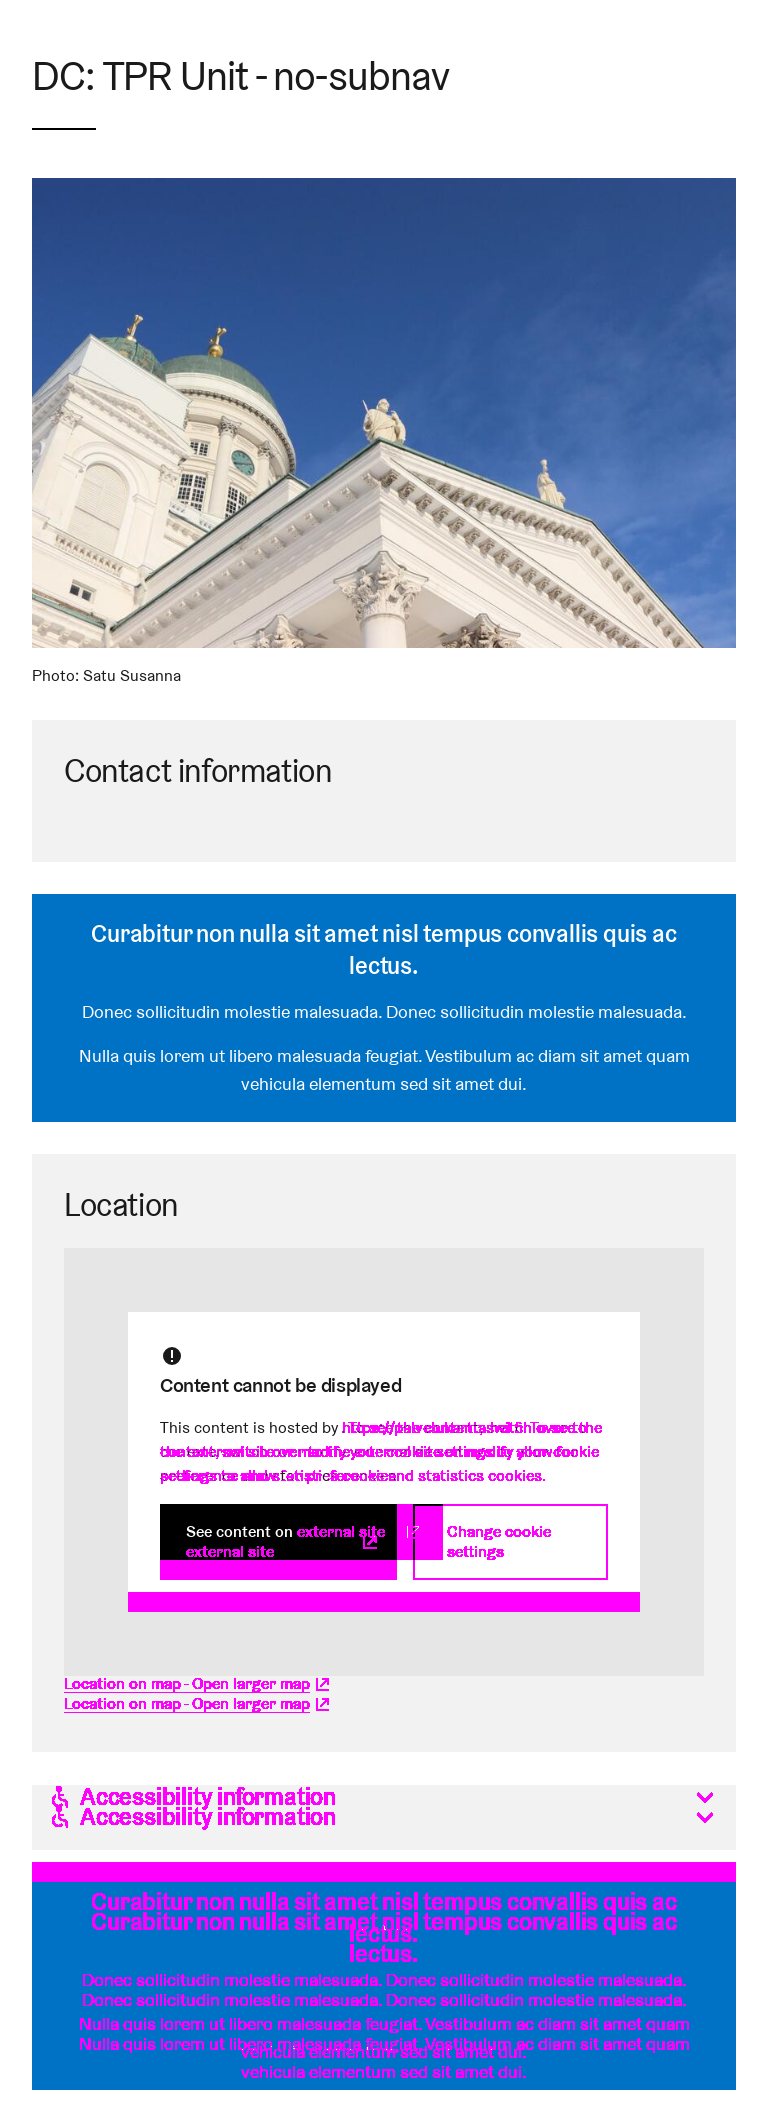 DC: TPR Unit - no-subnav
Photo: Satu Susanna
Contact information
Curabitur non nulla sit amet nisl tempus convallis quis ac
lectus.
Donec sollicitudin molestie malesuada. Donec sollicitudin molestie malesuada.
Nulla quis lorem ut libero malesuada feugiat. Vestibulum ac diam sit amet quam
vehicula elementum sed sit amet dui.
Location
Content cannot be displayed
This content is hosted by
statistics cookies.
See content on external site
external site
Change cookie
settings
Location on map - Open larger map
Location on map - Open larger map
Accessibility information
Accessibility information
Curabitur non nulla sit amet nisl tempus convallis quis ac
Curabitur non nulla sit amet nisl tempus convallis quis ac
lectus.
lectus.
Donec sollicitudin molestie malesuada. Donec sollicitudin molestie malesuada.
Donec sollicitudin molestie malesuada. Donec sollicitudin molestie malesuada.
Nulla quis lorem ut libero malesuada feugiat. Vestibulum ac diam sit amet quam
Nulla quis lorem ut libero malesuada feugiat. Vestibulum ac diam sit amet quam
vehicula elementum sed sit amet dui.
vehicula elementum sed sit amet dui.